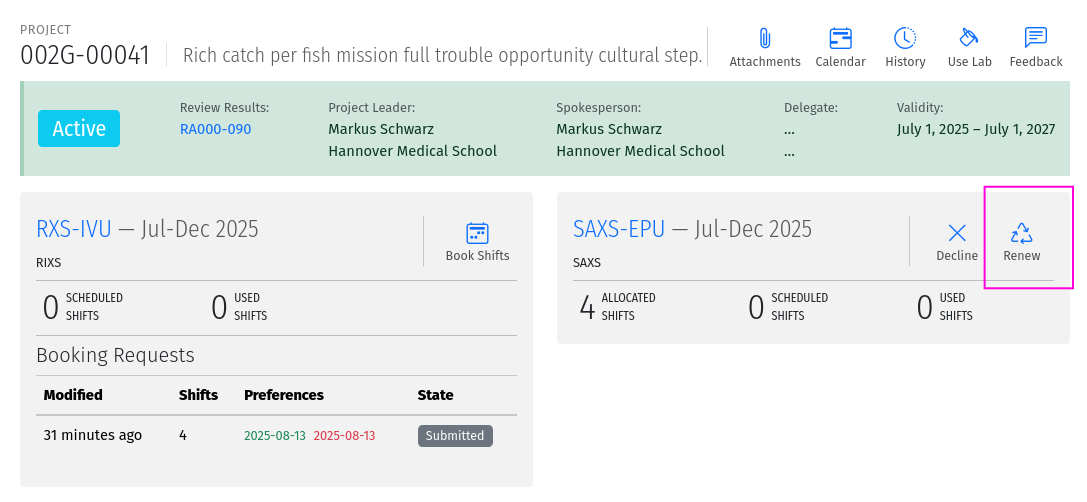 PROJECT
002G-00041
Rich catch per fish mission full trouble opportunity cultural step.
Attachments
Calendar
History
Use Lab
Feedback
Active
Review Results:
RA000-090
Project Leader:
Markus Schwarz
Hannover Medical School
Spokesperson:
Markus Schwarz
Hannover Medical School
Delegate:
...
...
Validity:
July 1, 2025 – July 1, 2027
RXS-IVU — Jul-Dec 2025
RIXS
Book Shifts
0 SCHEDULED SHIFTS
0 USED SHIFTS
Booking Requests
Modified Shifts Preferences State
31 minutes ago 4 2025-08-13 2025-08-13 Submitted
SAXS-EPU — Jul-Dec 2025
SAXS
Decline
Renew
4 ALLOCATED SHIFTS
0 SCHEDULED SHIFTS
0 USED SHIFTS